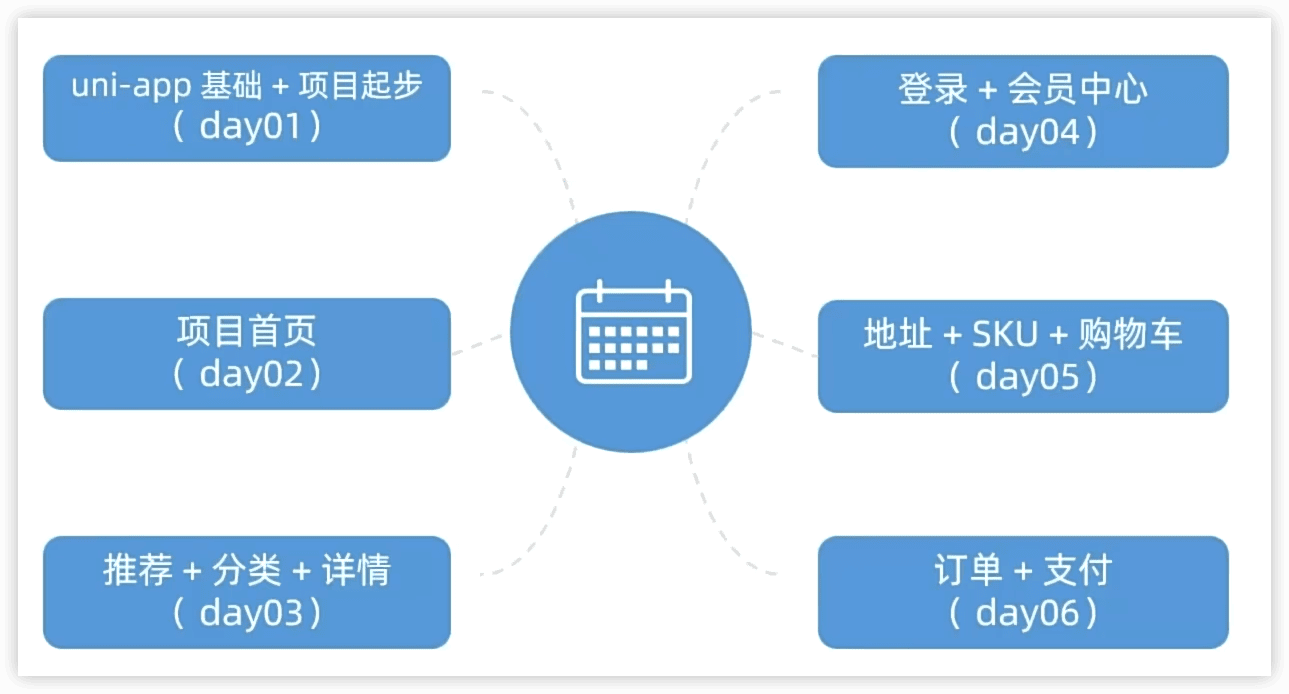 uni-app 基础 + 项目起步
（ day01）
项目首页
（ day02）
推荐 + 分类 + 详情
（ day03）
登录 + 会员中心
（ day04）
地址 + SKU + 购物车
（ day05）
订单 + 支付
（ day06）